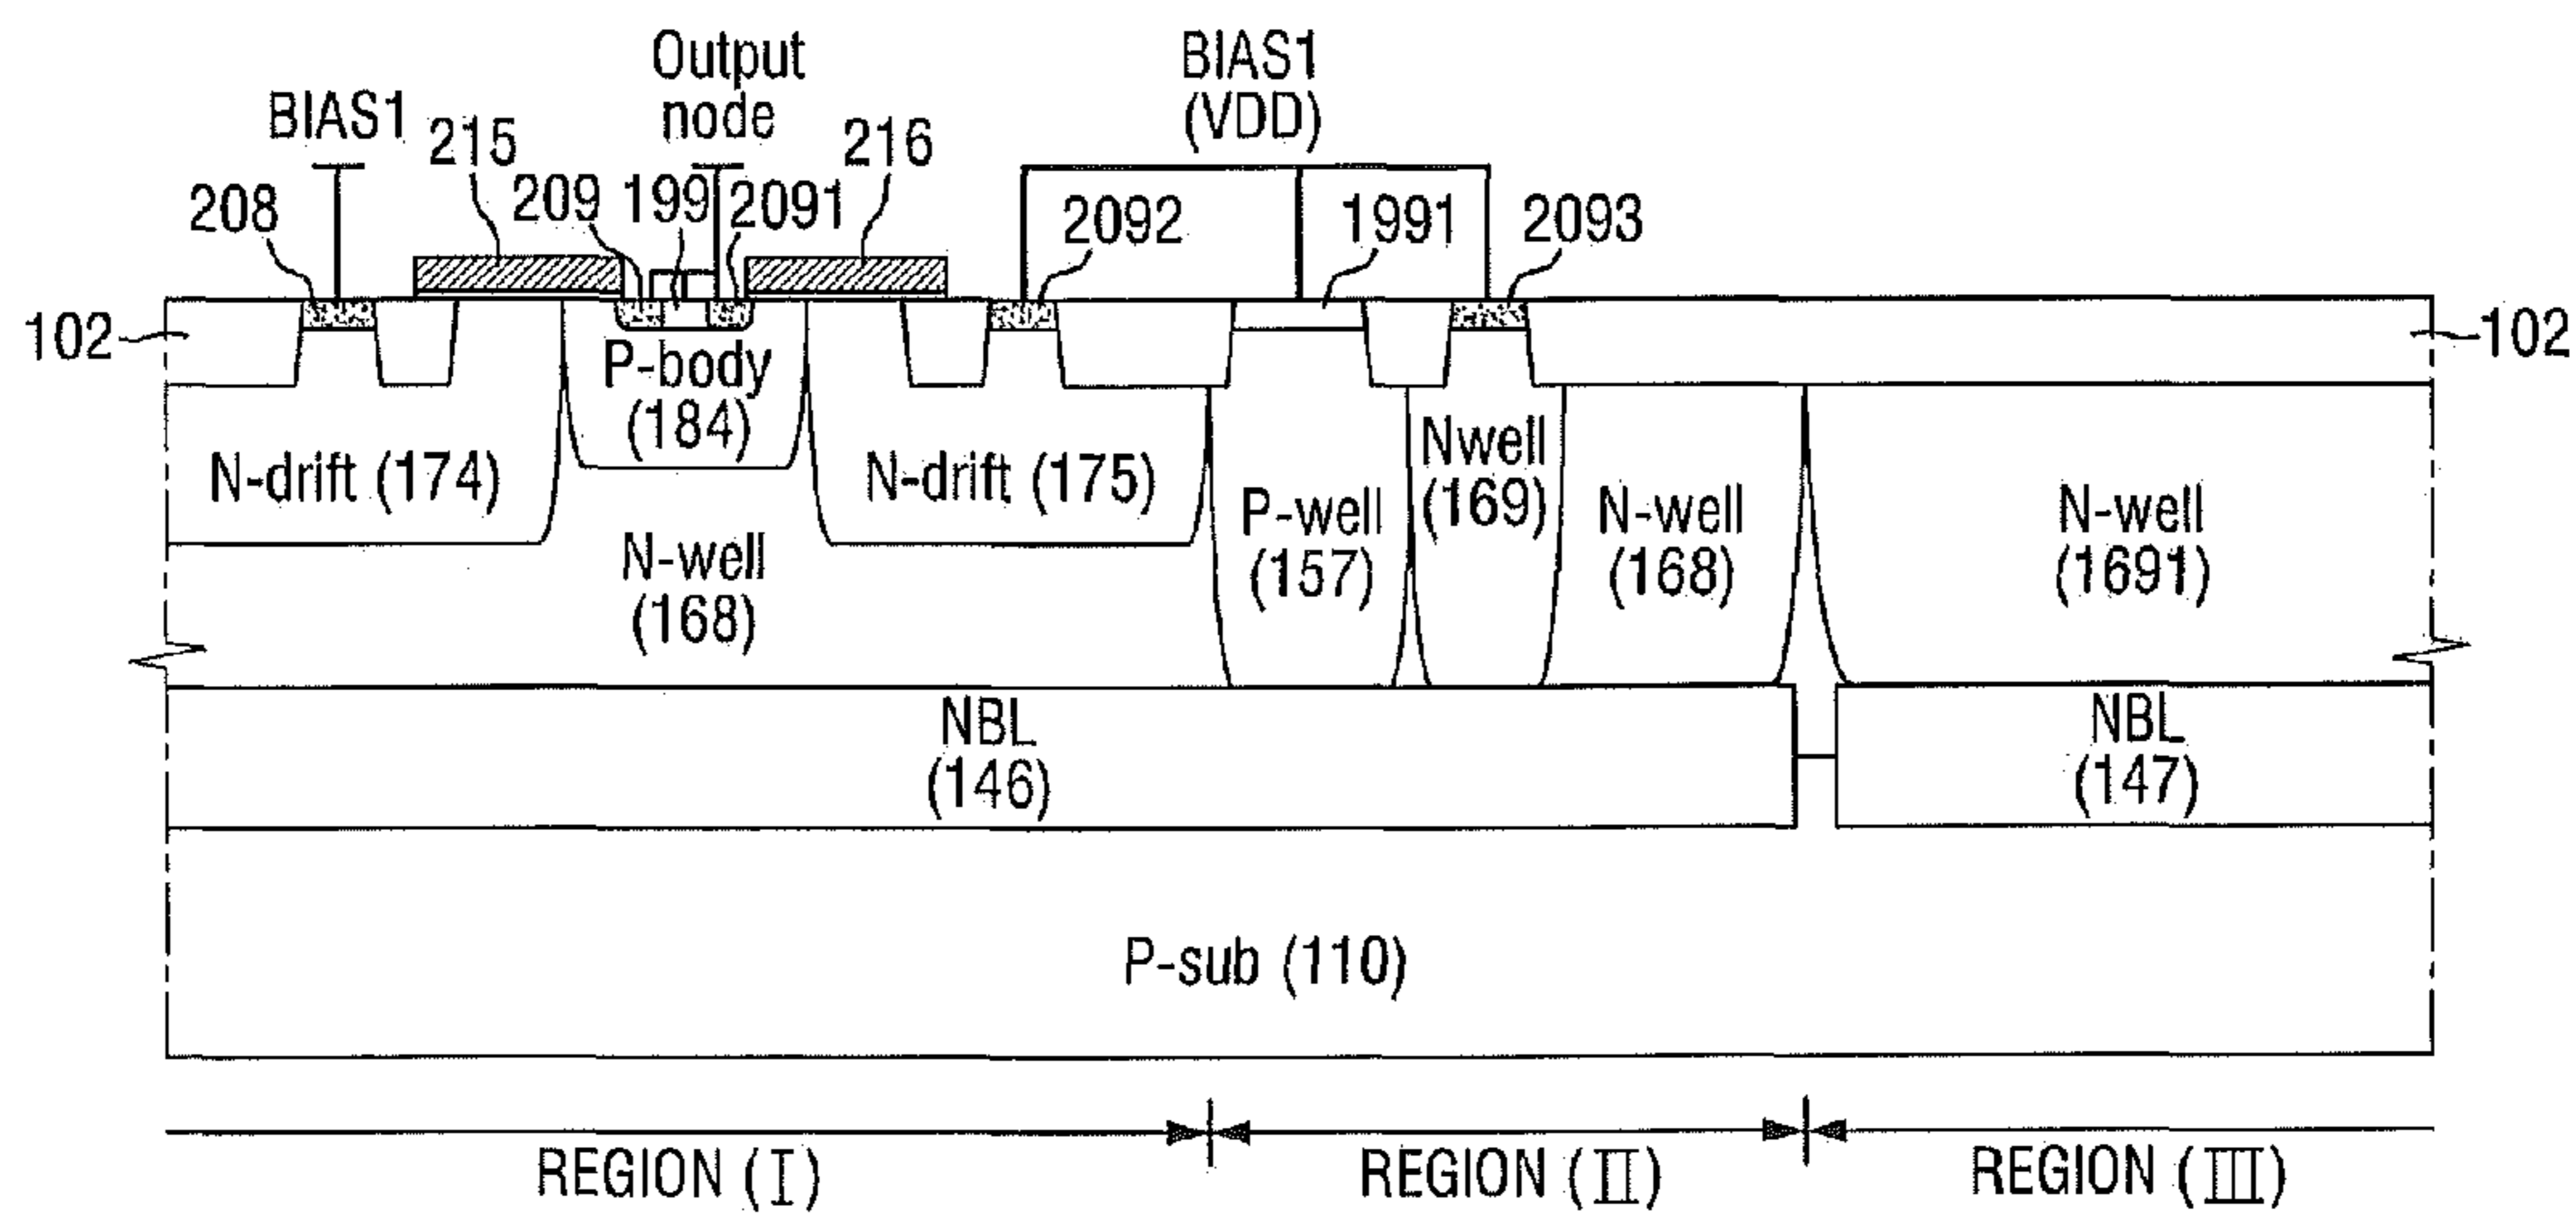 Output
node
BIAS1
BIAS1
(VDD)
215
216
208
209
199
2091
2092
1991
2093
102
102
P-body
(184)
N-drift (174)
N-drift (175)
N-well
(168)
P-well
(157)
Nwell
(169)
N-well
(168)
N-well
(1691)
NBL
(146)
NBL
(147)
P-sub (110)
REGION (I)
REGION (II)
REGION (III)